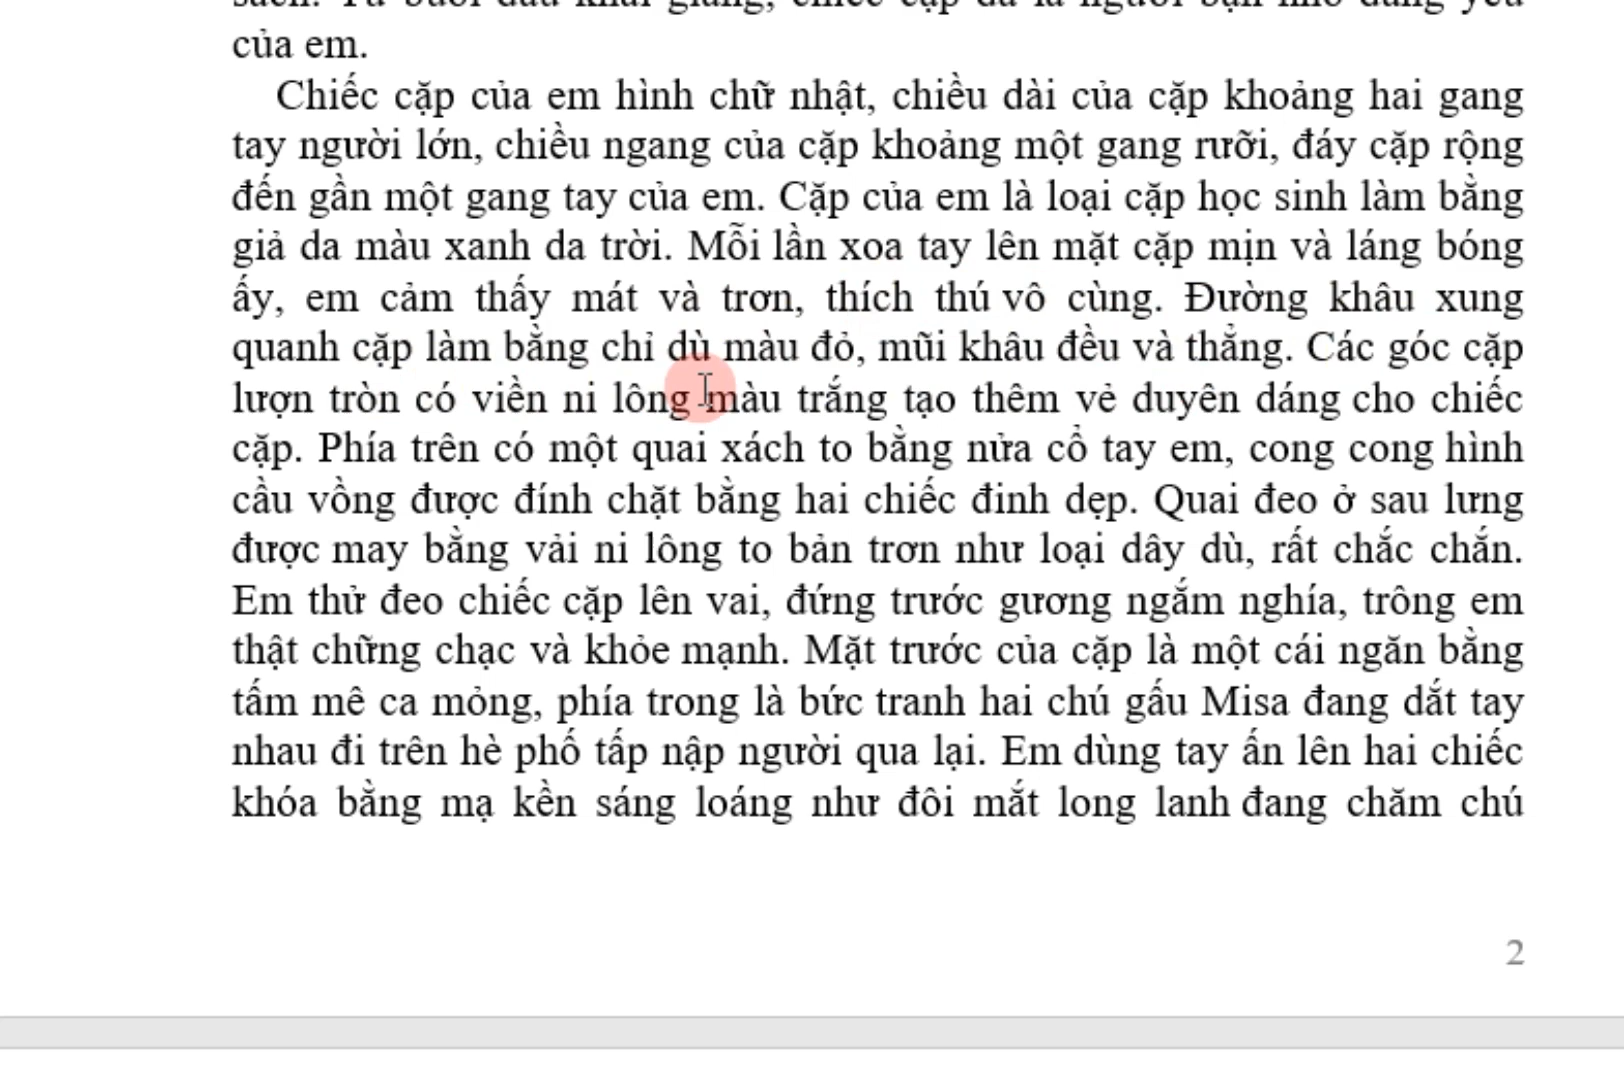 của em.
Chiếc cặp của em hình chữ nhật, chiều dài của cặp khoảng hai gang
tay người lớn, chiều ngang của cặp khoảng một gang rưỡi, đáy cặp rộng
đến gần một gang tay của em. Cặp của em là loại cặp học sinh làm bằng
giả da màu xanh da trời. Mỗi lần xoa tay lên mặt cặp mịn và láng bóng
ấy, em cảm thấy mát và trơn, thích thú vô cùng. Đường khâu xung
quanh cặp làm bằng chỉ dù màu đỏ, mũi khâu đều và thẳng. Các góc cặp
lượn tròn có viền ni lông màu trắng tạo thêm vẻ duyên dáng cho chiếc
cặp. Phía trên có một quai xách to bằng nửa cổ tay em, cong cong hình
cầu vồng được đính chặt bằng hai chiếc đinh dẹp. Quai đeo ở sau lưng
được may bằng vải ni lông to bản trơn như loại dây dù, rất chắc chắn.
Em thử đeo chiếc cặp lên vai, đứng trước gương ngắm nghía, trông em
thật chững chạc và khỏe mạnh. Mặt trước của cặp là một cái ngăn bằng
tấm mê ca mỏng, phía trong là bức tranh hai chú gấu Misa đang dắt tay
nhau đi trên hè phố tấp nập người qua lại. Em dùng tay ấn lên hai chiếc
khóa bằng mạ kền sáng loáng như đôi mắt long lanh đang chăm chú
2